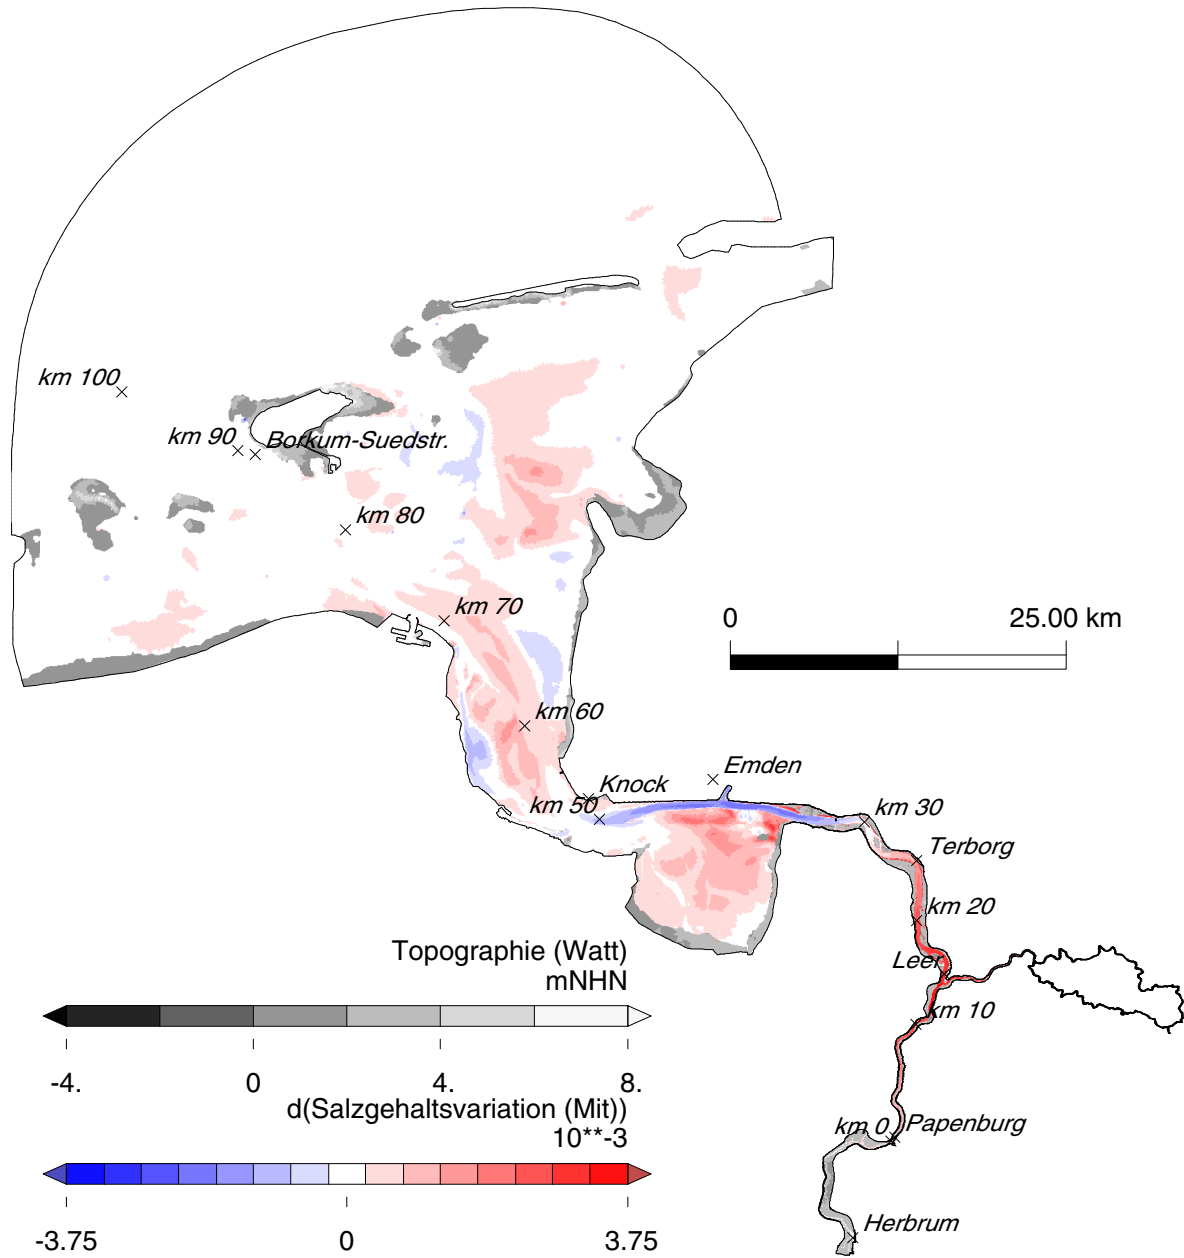 km 100
km 90
Borkum-Suedstr.
km 80
km 70
0
25.00 km
km 60
Emden
Knock
km 50
km 30
Terborg
km 20
Leer
km 10
Topographie (Watt)
mNHN
-4.
0
4.
8.
d(Salzgehaltsvariation (Mit))
10**-3
-3.75
0
3.75
km 0
Papenburg
Herbrum